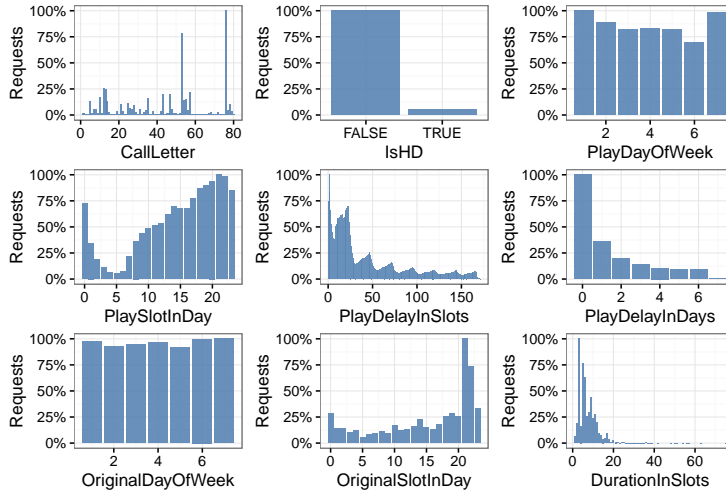 100%
75%
50%
25%
0%
Requests
0 20 40 60 80
CallLetter
100%
75%
50%
25%
0%
Requests
FALSE TRUE
IsHD
100%
75%
50%
25%
0%
Requests
2 4 6
PlayDayOfWeek
100%
75%
50%
25%
0%
Requests
0 5 10 15 20
PlaySlotInDay
100%
75%
50%
25%
0%
Requests
0 50 100 150
PlayDelayInSlots
100%
75%
50%
25%
0%
Requests
0 2 4 6
PlayDelayInDays
100%
75%
50%
25%
0%
Requests
2 4 6
OriginalDayOfWeek
100%
75%
50%
25%
0%
Requests
0 5 10 15 20
OriginalSlotInDay
100%
75%
50%
25%
0%
Requests
0 20 40 60
DurationInSlots